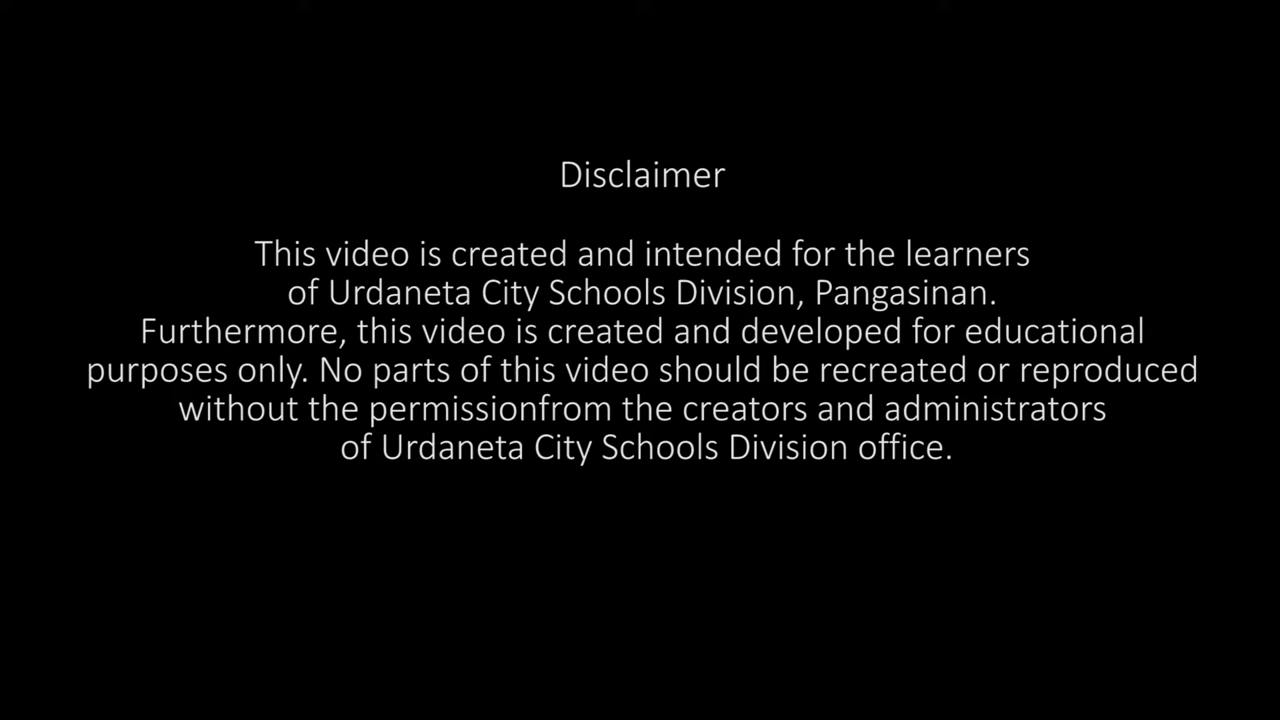 Disclaimer
This video is created and intended for the learners
of Urdaneta City Schools Division, Pangasinan.
Furthermore, this video is created and developed for educational
purposes only. No parts of this video should be recreated or reproduced
without the permissionfrom the creators and administrators
of Urdaneta City Schools Division office.